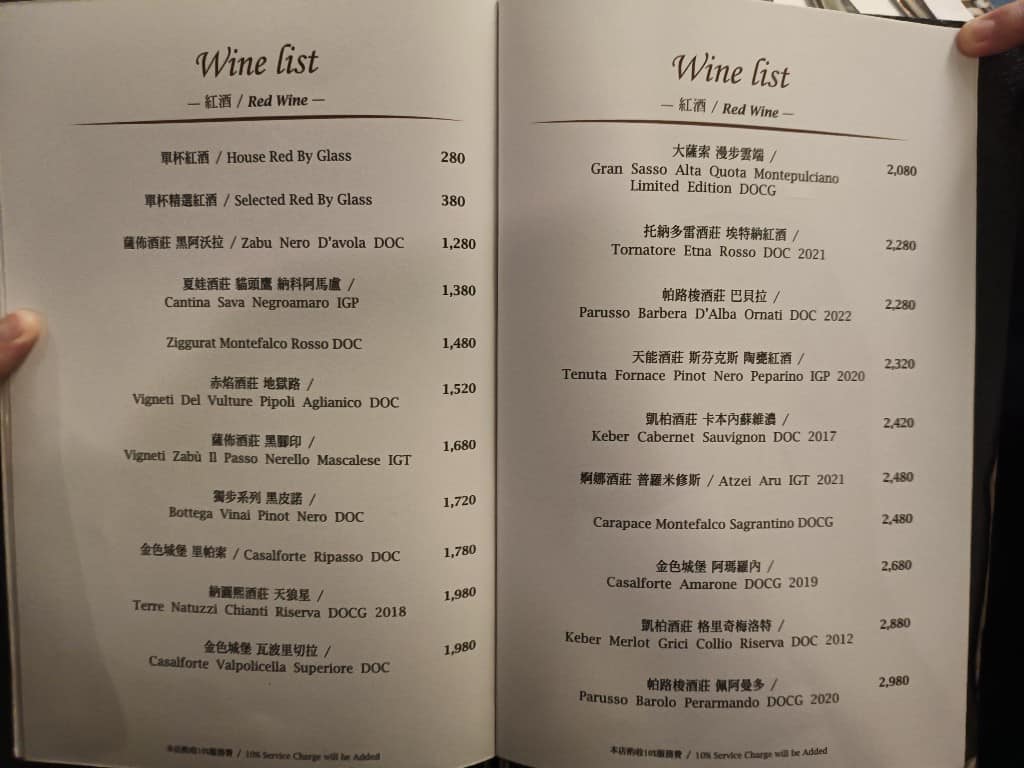 Wine list
— 紅酒 / Red Wine —
單杯紅酒 / House Red By Glass 280
單杯精選紅酒 / Selected Red By Glass 380
薩佈酒莊 黑阿沃拉 / Zabu Nero D'avola DOC 1,280
夏娃酒莊 貓頭鷹 納科阿馬盧 /
Cantina Sava Negroamaro IGP 1,380
Ziggurat Montefalco Rosso DOC 1,480
赤焰酒莊 地獄路 /
Vigneti Del Vulture Pipoli Aglianico DOC 1,520
薩佈酒莊 黑腳印 /
Vigneti Zabù Il Passo Nerello Mascalese IGT 1,680
獨步系列 黑皮諾 /
Bottega Vinai Pinot Nero DOC 1,720
金色城堡 里帕索 / Casalforte Ripasso DOC 1,780
納圖熙酒莊 天狼星 /
Terre Natuzzi Chianti Riserva DOCG 2018 1,980
金色城堡 瓦波里切拉 /
Casalforte Valpolicella Superiore DOC 1,980
本店酌收10%服務費 / 10% Service Charge will be Added
Wine list
— 紅酒 / Red Wine —
大薩索 漫步雲端 /
Gran Sasso Alta Quota Montepulciano 2,080
Limited Edition DOCG
托納多雷酒莊 埃特納紅酒 /
Tornatore Etna Rosso DOC 2021 2,280
帕路梭酒莊 巴貝拉 /
Parusso Barbera D'Alba Ornati DOC 2022 2,280
天能酒莊 斯芬克斯 陶甕紅酒 /
Tenuta Fornace Pinot Nero Peparino IGP 2020 2,320
凱柏酒莊 卡本內蘇維濃 /
Keber Cabernet Sauvignon DOC 2017 2,420
婀娜酒莊 普羅米修斯 / Atzei Aru IGT 2021 2,480
Carapace Montefalco Sagrantino DOCG 2,480
金色城堡 阿瑪羅內 /
Casalforte Amarone DOCG 2019 2,680
凱柏酒莊 格里奇梅洛特 /
Keber Merlot Grici Collio Riserva DOC 2012 2,880
帕路梭酒莊 佩阿曼多 /
Parusso Barolo Perarmando DOCG 2020 2,980
本店酌收10%服務費 / 10% Service Charge will be Added